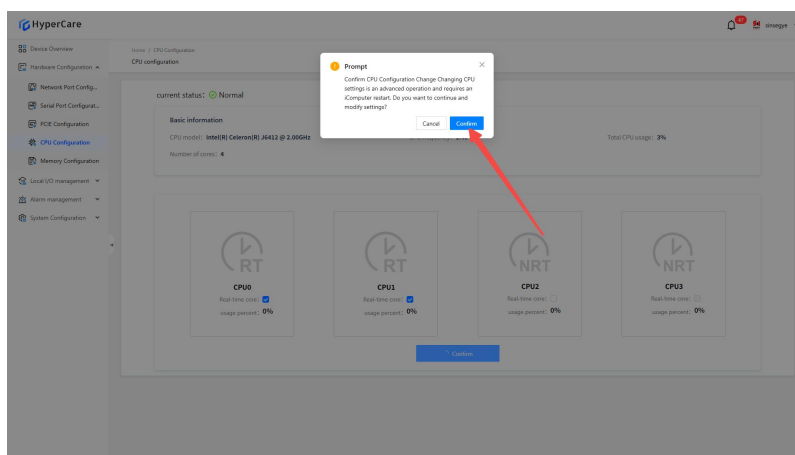 HyperCare
47
sinsegye
Device Overview
Hardware Configuration
Network Port Config...
Serial Port Configurat...
PCIE Configuration
CPU Configuration
Memory Configuration
Local I/O management
Alarm management
System Configuration
Home / CPU Configuration
CPU configuration
Prompt
Confirm CPU Configuration Change Changing CPU
settings is an advanced operation and requires an
iComputer restart. Do you want to continue and
modify settings?
Cancel
Confirm
current status: Normal
Basic information
CPU model: Intel(R) Celeron(R) J6412 @ 2.00GHz
Total CPU usage: 3%
Number of cores: 4
RT
CPU0
Real-time core:
usage percent: 0%
RT
CPU1
Real-time core:
usage percent: 0%
NRT
CPU2
Real-time core:
usage percent: 0%
NRT
CPU3
Real-time core:
usage percent: 0%
Confirm